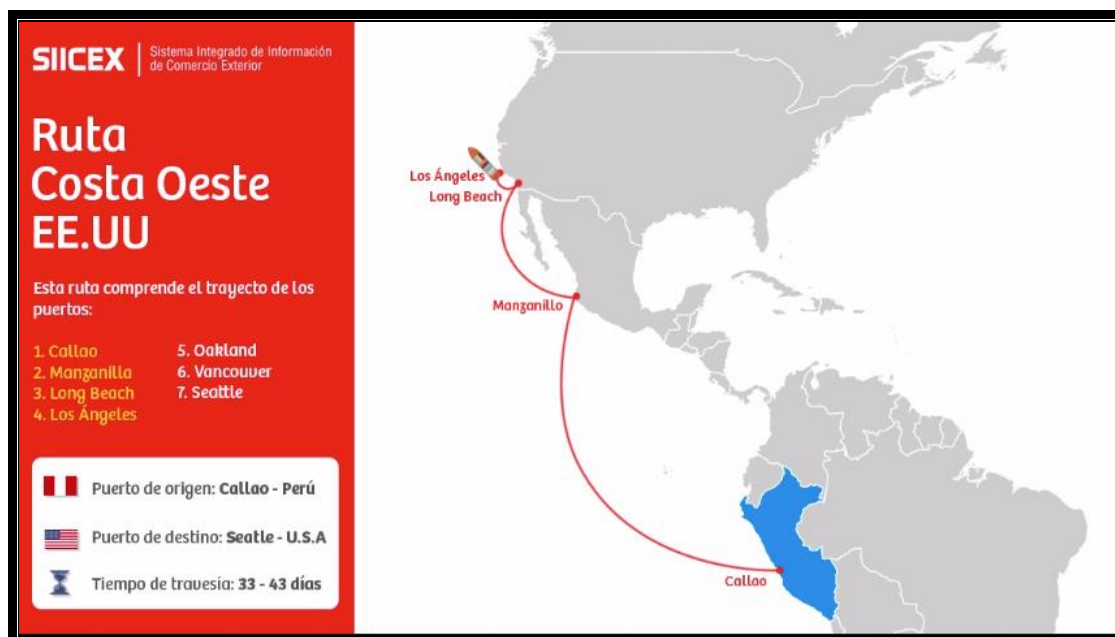 SIICEX
Sistema Integrado de Información
de Comercio Exterior
Ruta
Costa Oeste
EE.UU
Esta ruta comprende el trayecto de los
puertos:
1. Callao
2. Manzanilla
3. Long Beach
4. Los Ángeles
5. Oakland
6. Vancouver
7. Seattle
Puerto de origen: Callao - Perú
Puerto de destino: Seatle - U.S.A
Tiempo de travesia: 33 - 43 días
Los Ángeles
Long Beach
Manzanillo
Callao